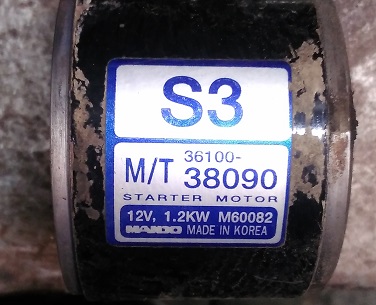 S3
M/T 36100-
38090
STARTER MOTOR
12V, 1.2KW M60082
MANDO MADE IN KOREA